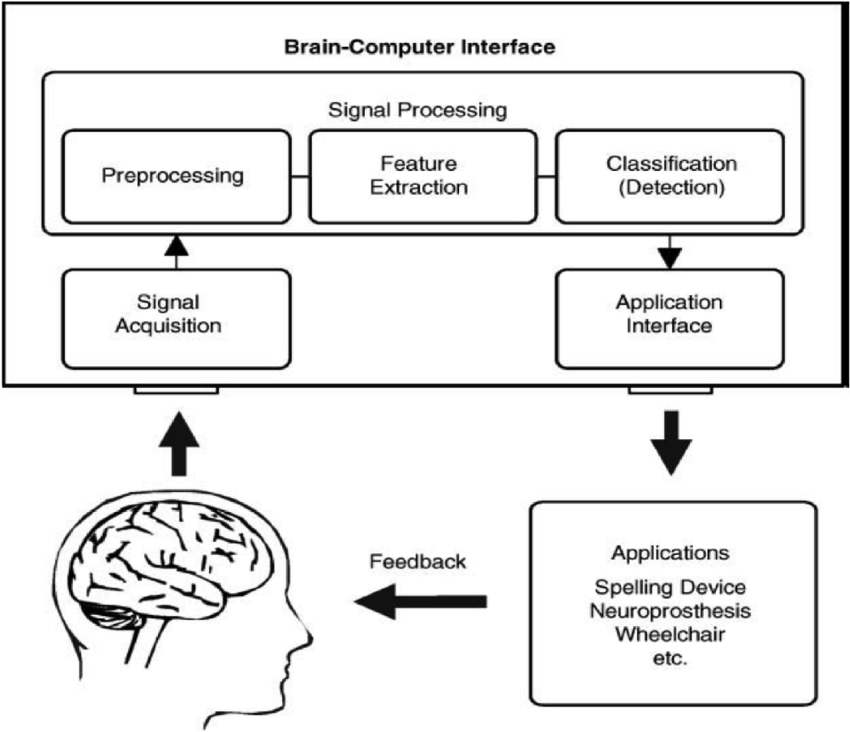 Brain-Computer Interface
Signal Processing
Preprocessing
Feature
Extraction
Classification
(Detection)
Signal
Acquisition
Application
Interface
Feedback
Applications
Spelling Device
Neuroprosthesis
Wheelchair
etc.